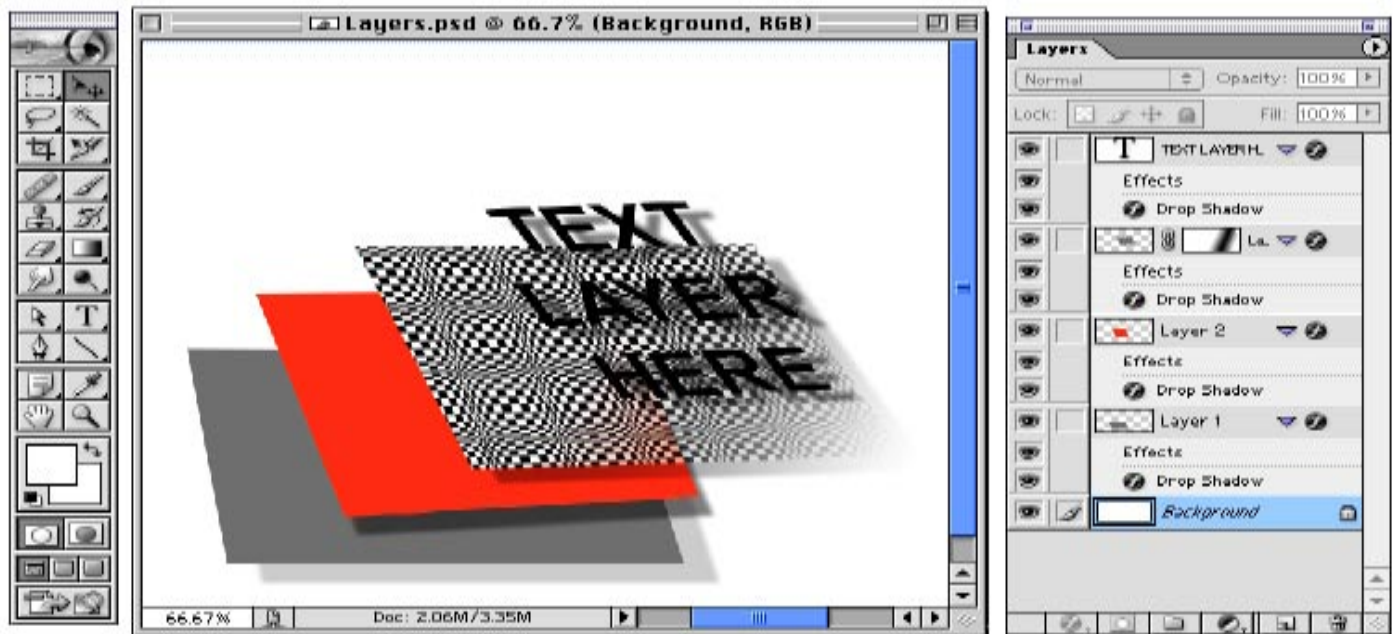 Layers.psd @ 66.7% (Background, RGB)
TEXT
LAYER
HERE
66.67%
Doc: 2.06M/3.35M
Layers
Normal
Opacity: 100%
Lock:
Fill: 100%
T TEXT LAYER H..
Effects
Drop Shadow
La..
Effects
Drop Shadow
Layer 2
Effects
Drop Shadow
Layer 1
Effects
Drop Shadow
Background
T